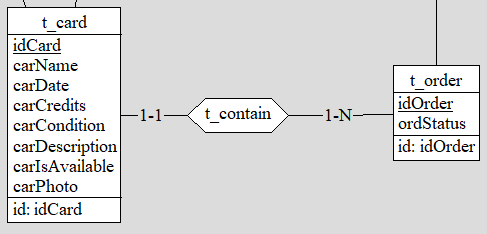 t_card
idCard
carName
carDate
carCredits
carCondition
carDescription
carIsAvailable
carPhoto
id: idCard
1-1
t_contain
1-N
t_order
idOrder
ordStatus
id: idOrder